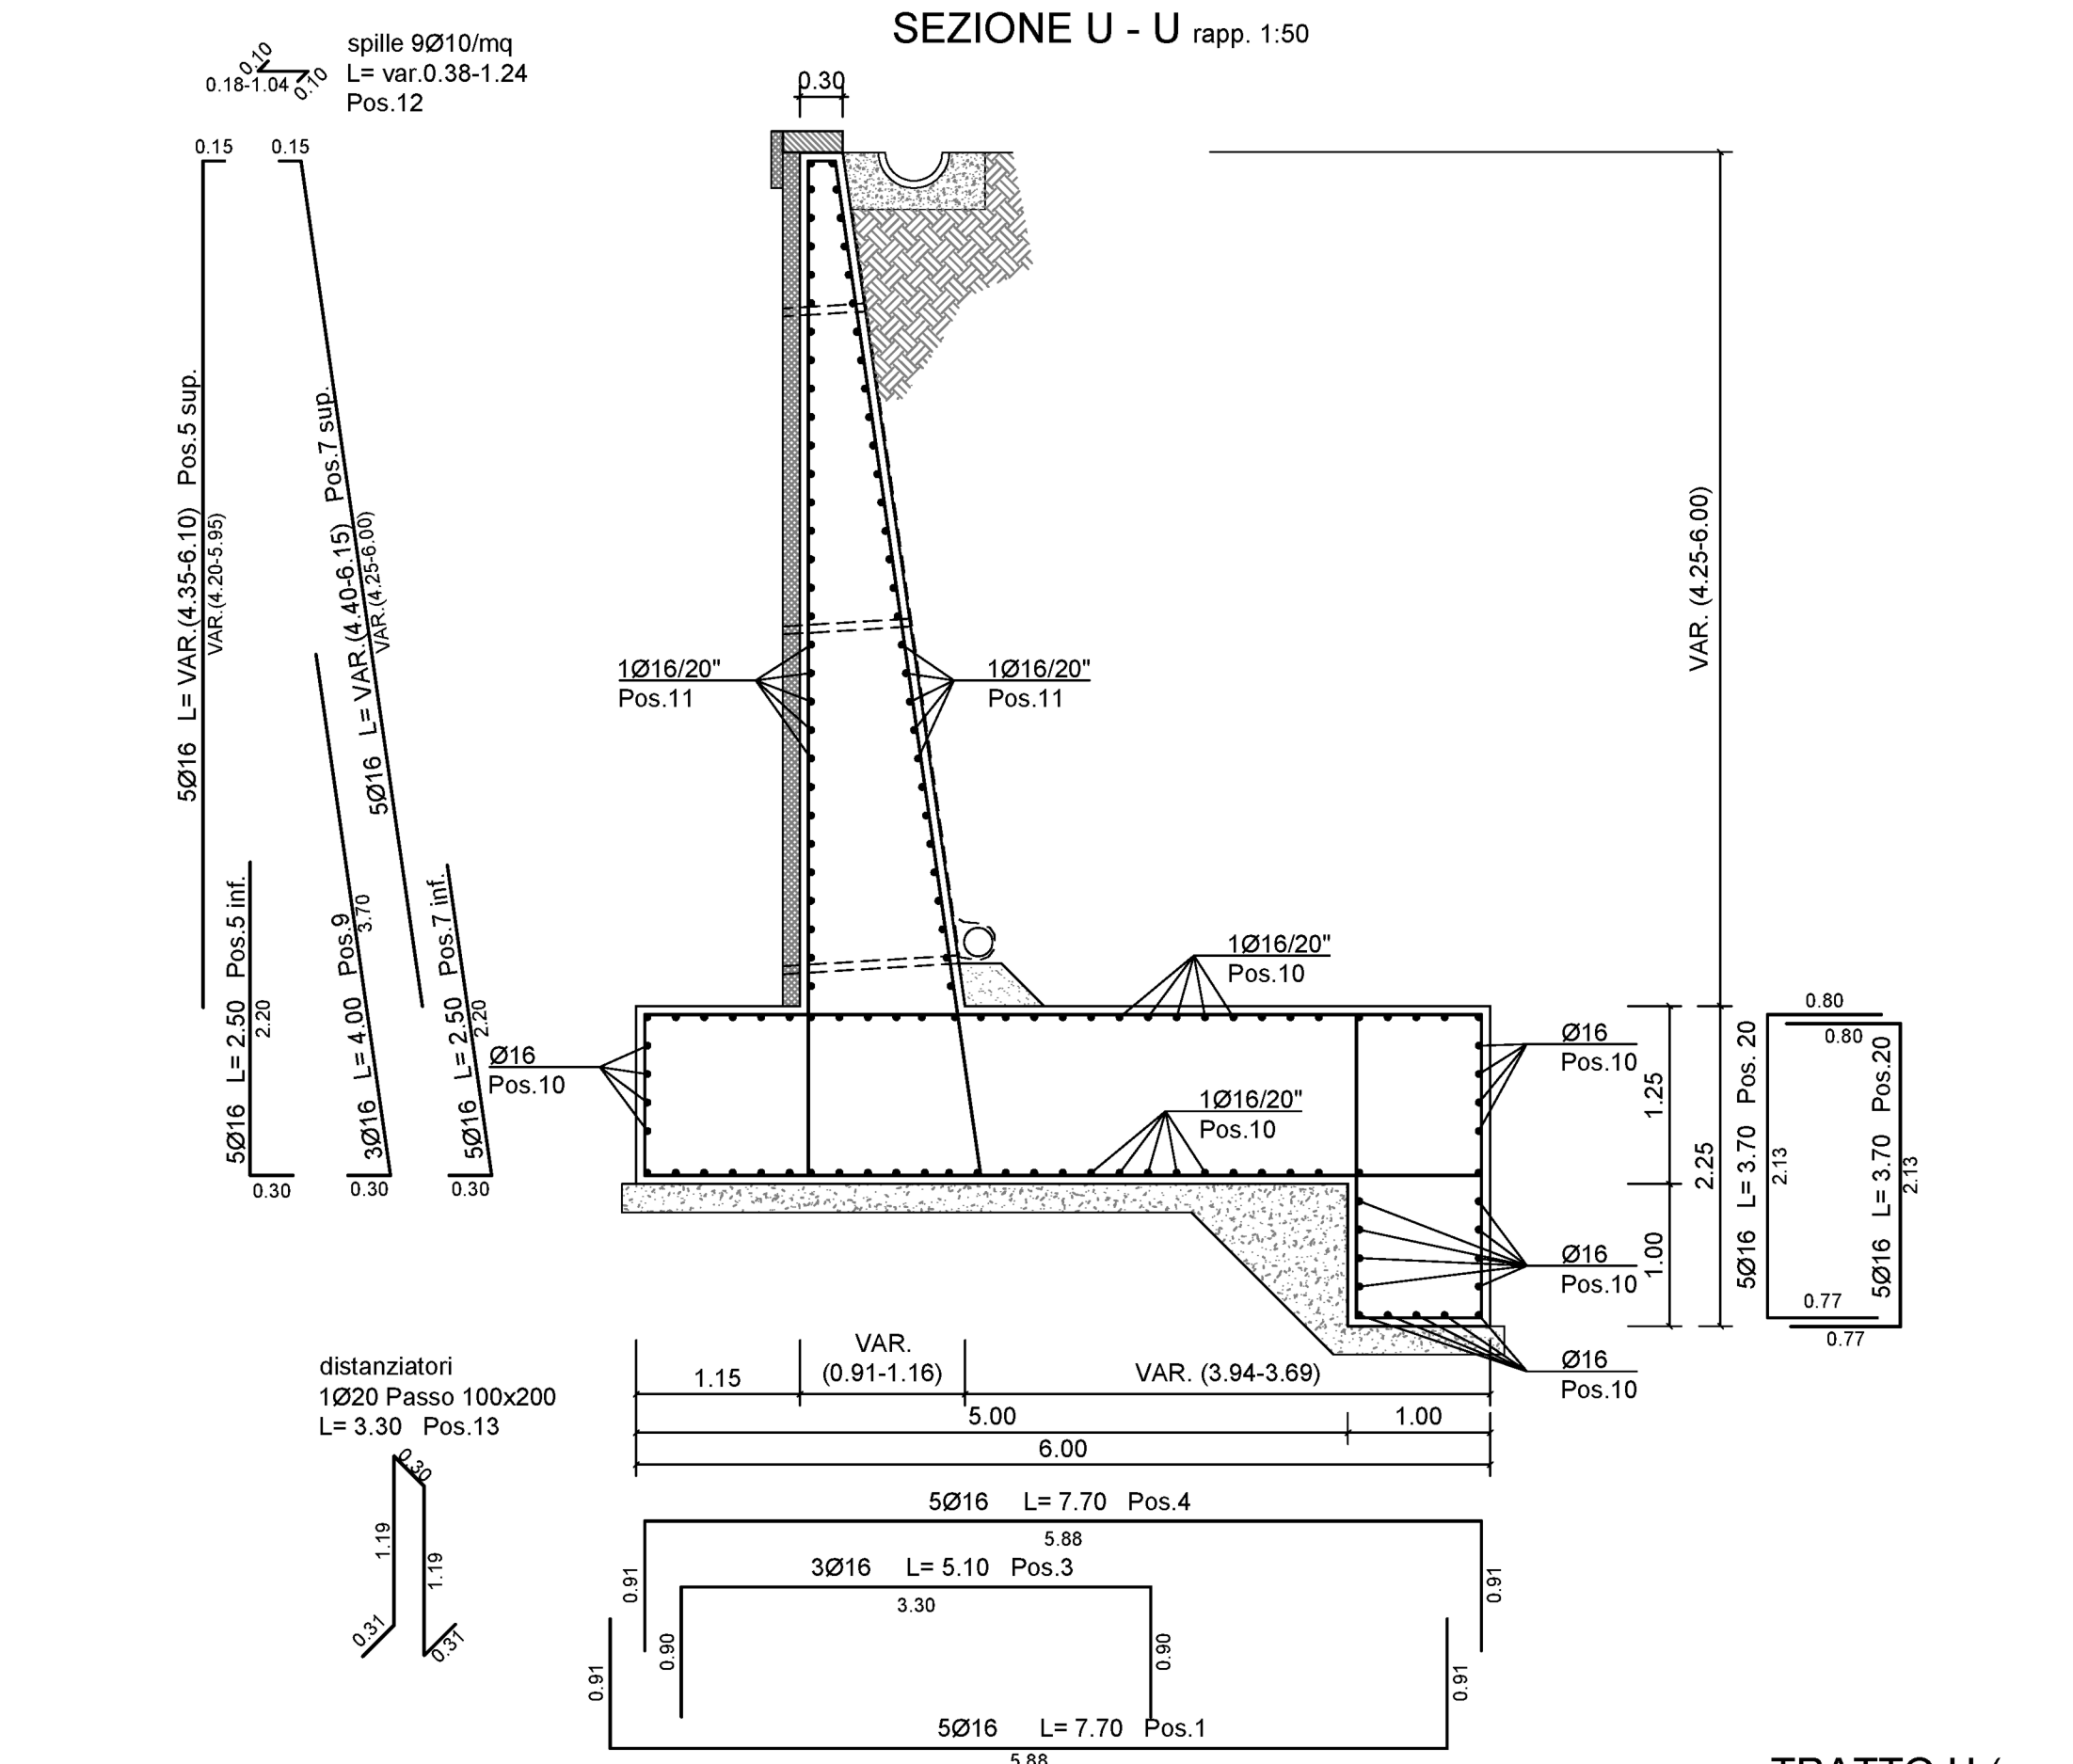 SEZIONE U - U rapp. 1:50
spille 9Ø10/mq
L= var.0.38-1.24
Pos.12
0.10
0.18-1.04
0.10
0.30
0.15
0.15
5Ø16 L= VAR.(4.35-6.10) Pos.5 sup.
VAR.(4.20-5.95)
5Ø16 L= VAR.(4.40-6.15) Pos.7 sup.
VAR.(4.25-6.00)
VAR. (4.25-6.00)
1Ø16/20"
Pos.11
1Ø16/20"
Pos.11
5Ø16 L= 2.50 Pos.5 inf.
2.20
0.30
3Ø16 L= 4.00 Pos.9
3.70
0.30
5Ø16 L= 2.50 Pos.7 inf.
2.20
0.30
1Ø16/20"
Pos.10
Ø16
Pos.10
Ø16
Pos.10
1Ø16/20"
Pos.10
1.25
2.25
1.00
Ø16
Pos.10
Ø16
Pos.10
0.80
0.80
5Ø16 L= 3.70 Pos. 20
2.13
5Ø16 L= 3.70 Pos.20
2.13
0.77
0.77
1.15
VAR.
(0.91-1.16)
VAR. (3.94-3.69)
5.00
1.00
6.00
distanziatori
1Ø20 Passo 100x200
L= 3.30 Pos.13
0.30
1.19
1.19
0.31
0.31
5Ø16 L= 7.70 Pos.4
5.88
0.91
0.91
3Ø16 L= 5.10 Pos.3
3.30
0.90
0.90
0.91
0.91
5Ø16 L= 7.70 Pos.1
5.88
TRATTO U (